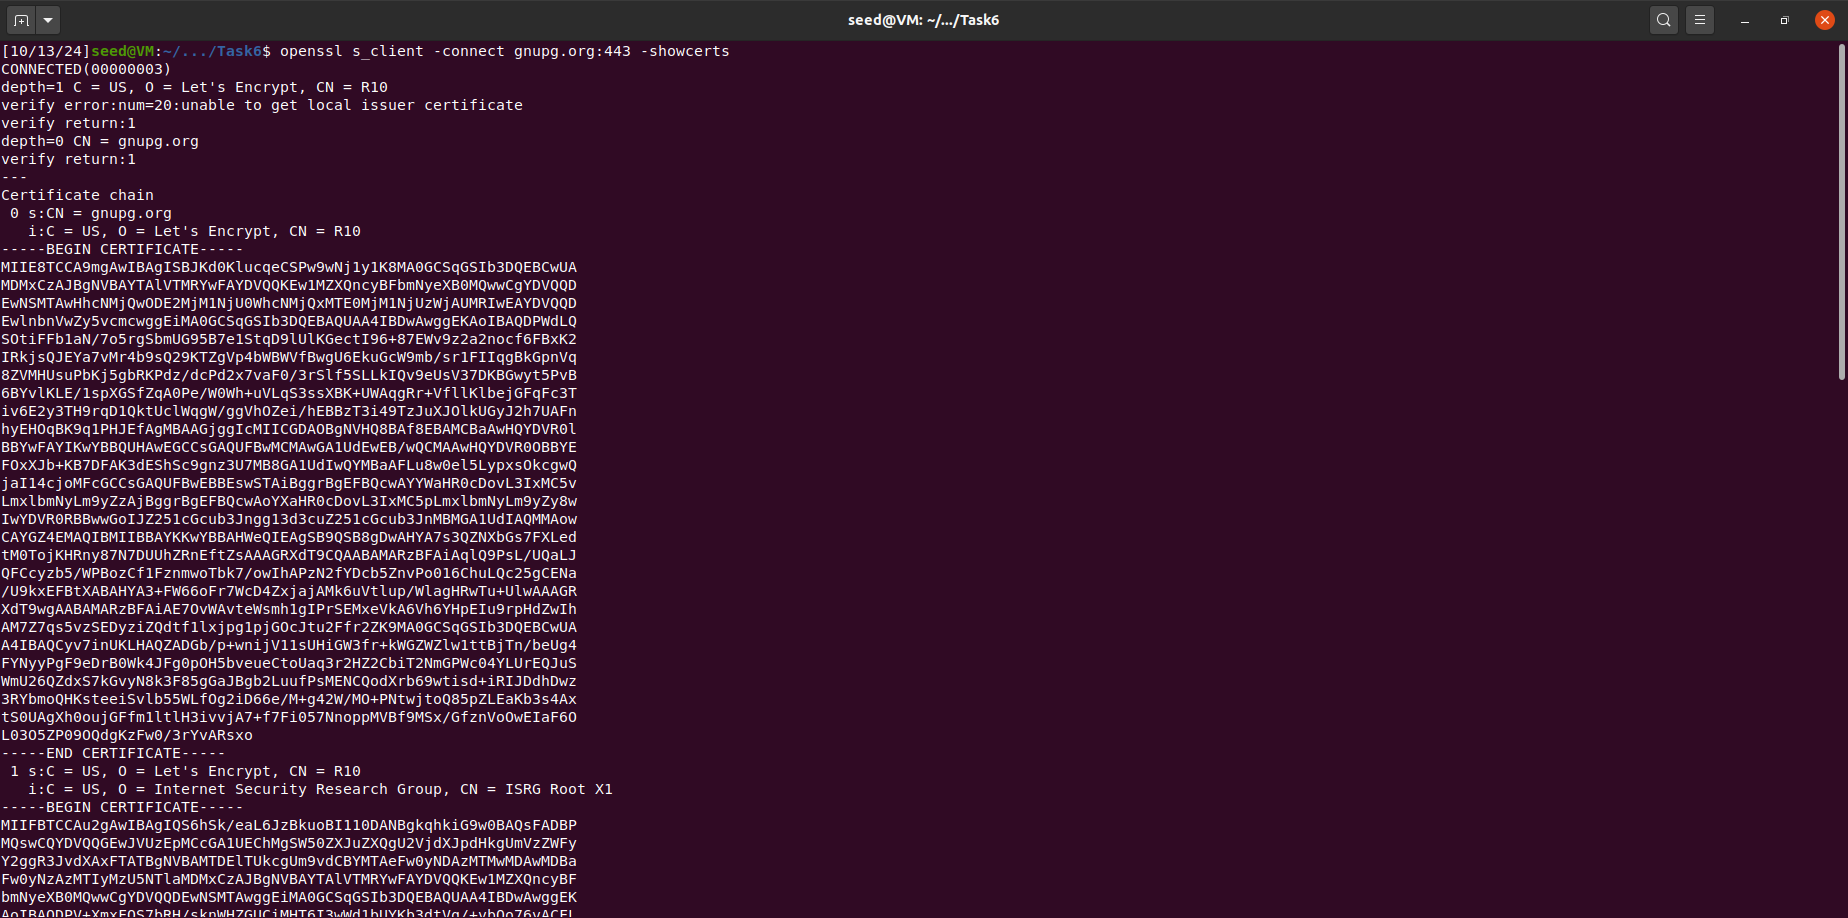 seed@VM: ~/.../Task6
[10/13/24]seed@VM:~/.../Task6$ openssl s_client -connect gnupg.org:443 -showcerts
CONNECTED(00000003)
depth=1 C = US, O = Let's Encrypt, CN = R10
verify error:num=20:unable to get local issuer certificate
verify return:1
depth=0 CN = gnupg.org
verify return:1
---
Certificate chain
 0 s:CN = gnupg.org
   i:C = US, O = Let's Encrypt, CN = R10
-----BEGIN CERTIFICATE-----
MIIE8TCCA9mgAwIBAgISBJKd0KlucqeCSPw9wNj1y1K8MA0GCSqGSIb3DQEBCwUA
MDMxCzAJBgNVBAYTAlVTMRYwFAYDVQQKEw1MZXQncyBFbmNyeXB0MQwwCgYDVQQD
EwNSMTAwHhcNMjQwODE2MjM1NjU0WhcNMjQxMTE0MjM1NjUzWjAUMRIwEAYDVQQD
EwlnbnVwZy5vcmcwggEiMA0GCSqGSIb3DQEBAQUAA4IBDwAwggEKAoIBAQDPWdLQ
SOtiFFb1aN/7o5rgSbmUG95B7e1StqD9lUlKGectI96+87EWv9z2a2nocf6FBxK2
IRkjsQJEYa7vMr4b9sQ29KTZgVp4bWBWVfBwgU6EkuGcW9mb/sr1FIIqgBkGpnVq
8ZVMHUsuPbKj5gbRKPdz/dcPd2x7vaF0/3rSlf5SLLkIQv9eUsV37DKBGwyt5PvB
6BYvlKLE/1spXGSfZqA0Pe/W0Wh+uVLqS3ssXBK+UWAqgRr+VfllKlbejGFqFc3T
iv6E2y3TH9rqD1QktUclWqgW/ggVhOZei/hEBBzT3i49TzJuXJOlkUGyJ2h7UAFn
hyEHOqBK9q1PHJEfAgMBAAGjggIcMIICGDAOBgNVHQ8BAf8EBAMCBaAwHQYDVR0l
BBYwFAYIKwYBBQUHAwEGCCsGAQUFBwMCMAwGA1UdEwEB/wQCMAAwHQYDVR0OBBYE
FOxXJb+KB7DFAK3dEShSc9gnz3U7MB8GA1UdIwQYMBaAFLu8w0el5LypxsOkcgwQ
jaI14cjoMFcGCCsGAQUFBwEBBEswSTAiBggrBgEFBQcwAYYWaHR0cDovL3IxMC5v
LmxlbmNyLm9yZzAjBggrBgEFBQcwAoYXaHR0cDovL3IxMC5pLmxlbmNyLm9yZy8w
IwYDVR0RBBwwGoIJZ251cGcub3Jngg13d3cuZ251cGcub3JnMBMGA1UdIAQMMAow
CAYGZ4EMAQIBMIIBBAYKKwYBBAHWeQIEAgSB9QSB8gDwAHYA7s3QZNXbGs7FXLed
tM0TojKHRny87N7DUUhZRnEftZsAAAGRXdT9CQAABAMARzBFAiAqlQ9PsL/UQaLJ
QFCcyzb5/WPBozCf1FznmwoTbk7/owIhAPzN2fYDcb5ZnvPo016ChuLQc25gCENa
/U9kxEFBtXABAHYA3+FW66oFr7WcD4ZxjajAMk6uVtlup/WlagHRwTu+UlwAAAGR
XdT9wgAABAMARzBFAiAE7OvWAvteWsmh1gIPrSEMxeVkA6Vh6YHpEIu9rpHdZwIh
AM7Z7qs5vzSEDyziZQdtf1lxjpg1pjGOcJtu2Ffr2ZK9MA0GCSqGSIb3DQEBCwUA
A4IBAQCyv7inUKLHAQZADGb/p+wnijV11sUHiGW3fr+kWGZWZlw1ttBjTn/beUg4
FYNyyPgF9eDrB0Wk4JFg0pOH5bveueCtoUaq3r2HZ2CbiT2NmGPWc04YLUrEQJuS
WmU26QZdxS7kGvyN8k3F85gGaJBgb2LuufPsMENCQodXrb69wtisd+iRIJDdhDwz
3RYbmoQHKsteeiSvlb55WLfOg2iD66e/M+g42W/MO+PNtwjtoQ85pZLEaKb3s4Ax
tS0UAgXh0oujGFfm1ltlH3ivvjA7+f7Fi057NnoppMVBf9MSx/GfznVoOwEIaF6O
L03O5ZP09OQdgKzFw0/3rYvARsxo
-----END CERTIFICATE-----
 1 s:C = US, O = Let's Encrypt, CN = R10
   i:C = US, O = Internet Security Research Group, CN = ISRG Root X1
-----BEGIN CERTIFICATE-----
MIIFBTCCAu2gAwIBAgIQS6hSk/eaL6JzBkuoBI110DANBgkqhkiG9w0BAQsFADBP
MQswCQYDVQQGEwJVUzEpMCcGA1UEChMgSW50ZXJuZXQgU2VjdXJpdHkgUmVzZWFy
Y2ggR3JvdXAxFTATBgNVBAMTDElTUkcgUm9vdCBYMTAeFw0yNDAzMTMwMDAwMDBa
Fw0yNzAzMTIyMzU5NTlaMDMxCzAJBgNVBAYTAlVTMRYwFAYDVQQKEw1MZXQncyBF
bmNyeXB0MQwwCgYDVQQDEwNSMTAwggEiMA0GCSqGSIb3DQEBAQUAA4IBDwAwggEK